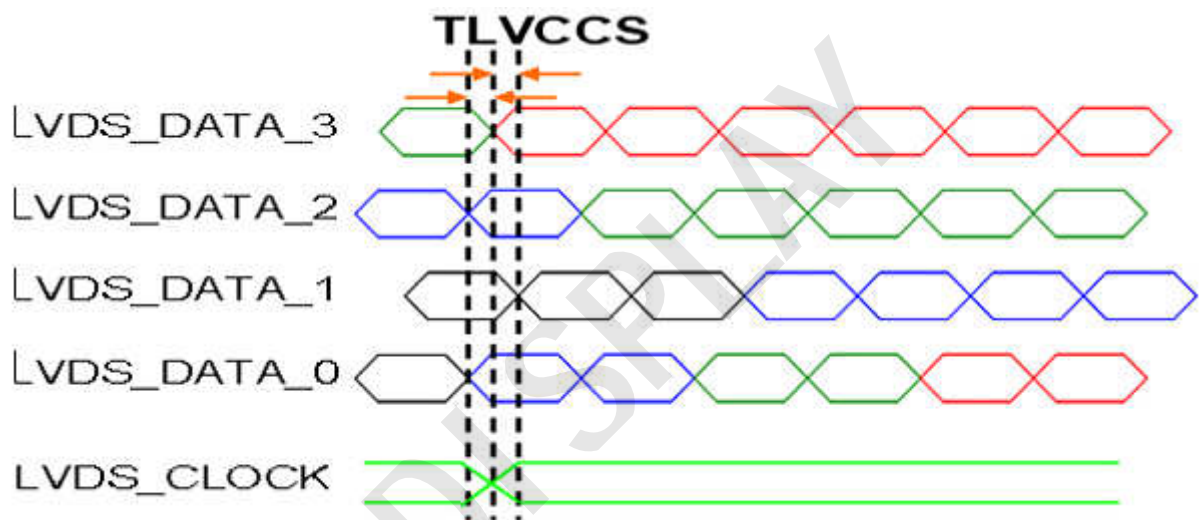 TLVCCS
LVDS_DATA_3
LVDS_DATA_2
LVDS_DATA_1
LVDS_DATA_0
LVDS_CLOCK
DISPLAY